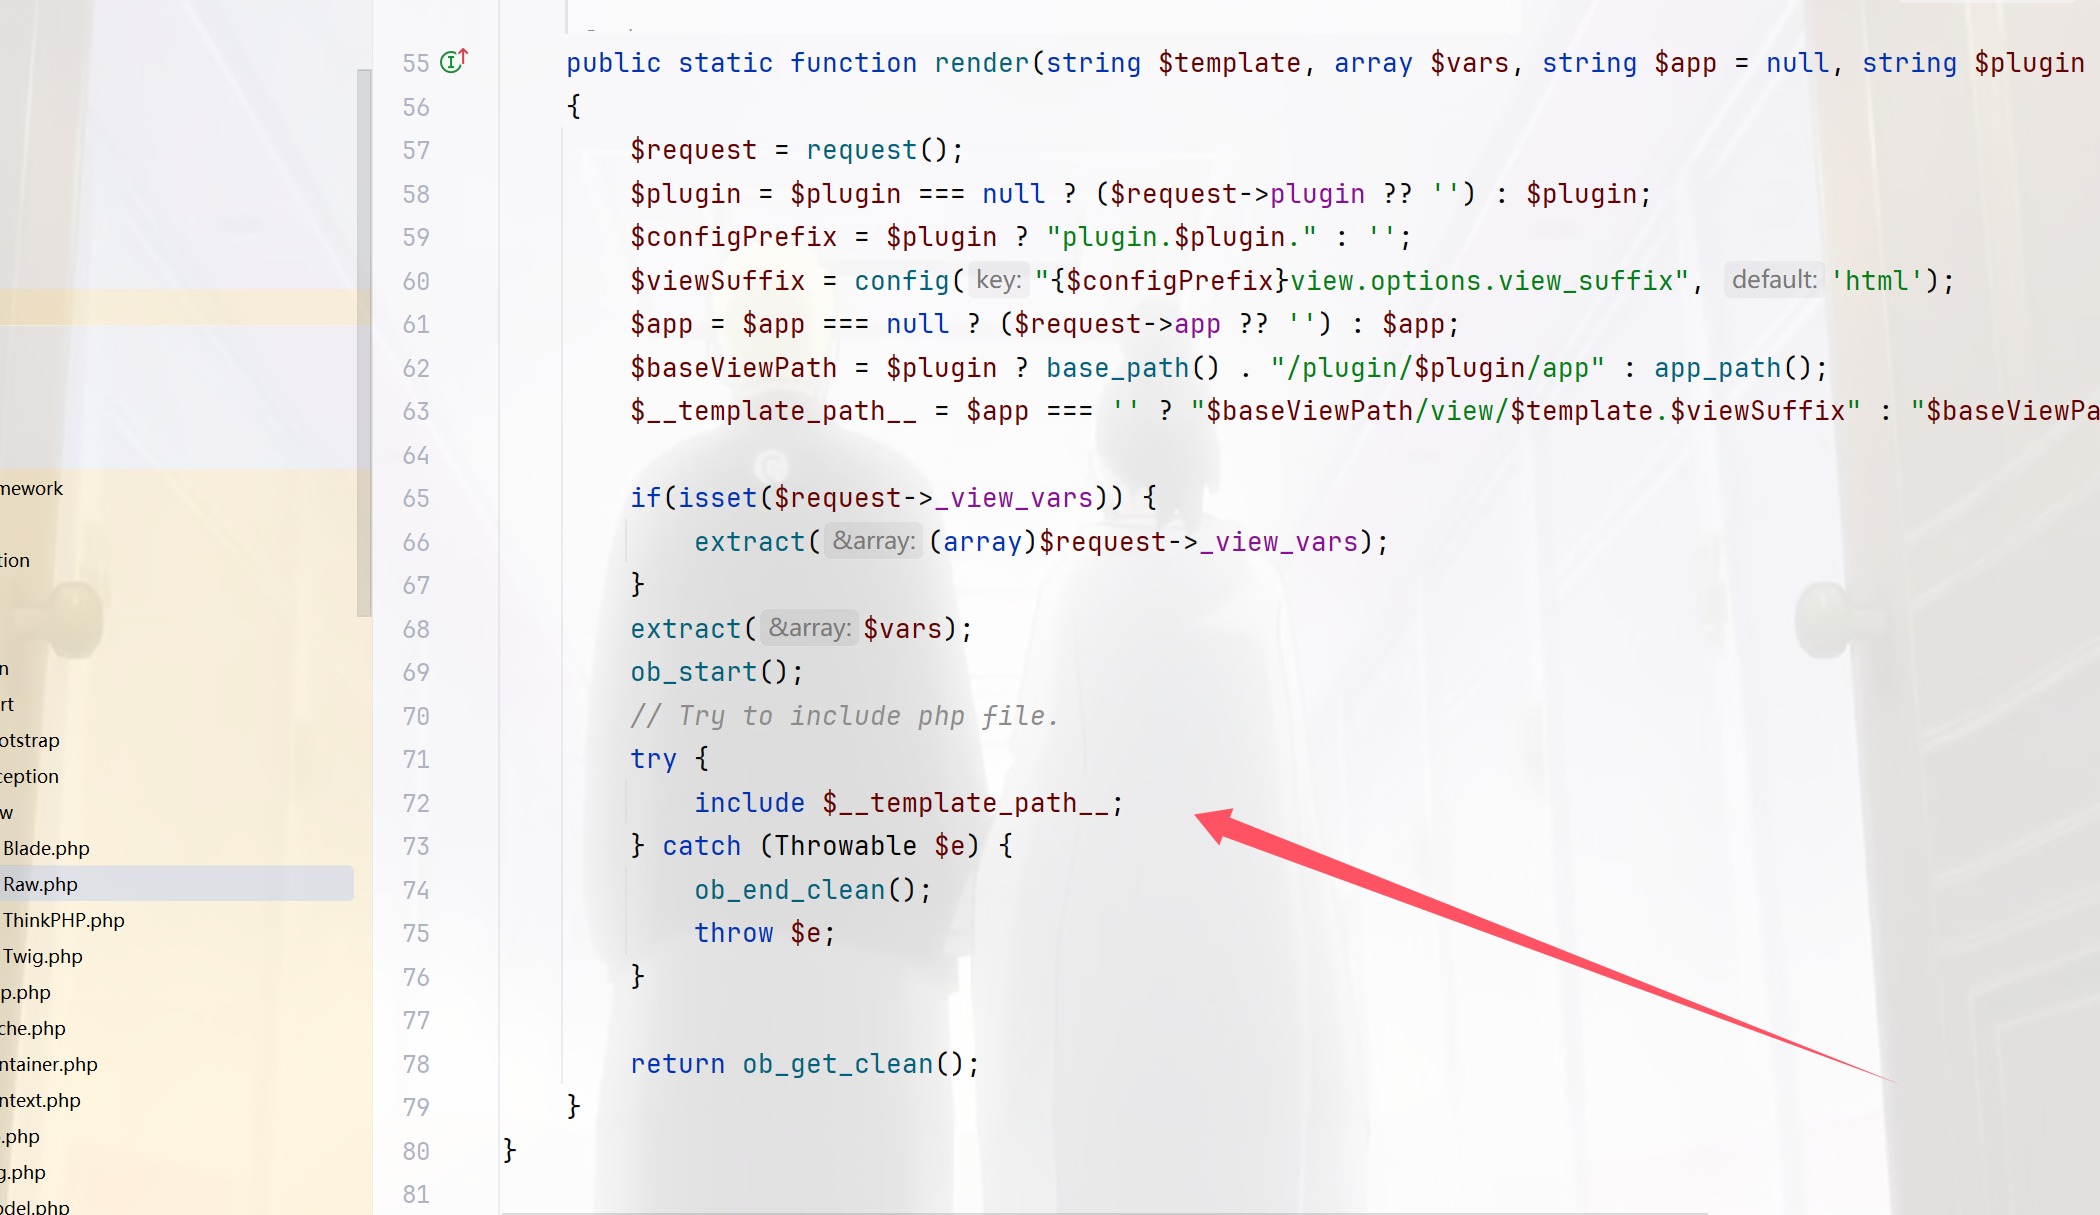 55 public static function render(string $template, array $vars, string $app = null, string $plugin
56 {
57 $request = request();
58 $plugin = $plugin === null ? ($request->plugin ?? '') : $plugin;
59 $configPrefix = $plugin ? "plugin.$plugin." : '';
60 $viewSuffix = config( key: "{$configPrefix}view.options.view_suffix", default: 'html');
61 $app = $app === null ? ($request->app ?? '') : $app;
62 $baseViewPath = $plugin ? base_path() . "/plugin/$plugin/app" : app_path();
63 $__template_path__ = $app === '' ? "$baseViewPath/view/$template.$viewSuffix" : "$baseViewPa
64
65 if(isset($request->_view_vars)) {
66 extract( &array: (array)$request->_view_vars);
67 }
68 extract( &array: $vars);
69 ob_start();
70 // Try to include php file.
71 try {
72 include $__template_path__;
73 } catch (Throwable $e) {
74 ob_end_clean();
75 throw $e;
76 }
77
78 return ob_get_clean();
79 }
80 }
81
mework
tion
n
rt
otstrap
ception
w
Blade.php
Raw.php
ThinkPHP.php
Twig.php
p.php
che.php
ntainer.php
ntext.php
.php
g.php
odel.php